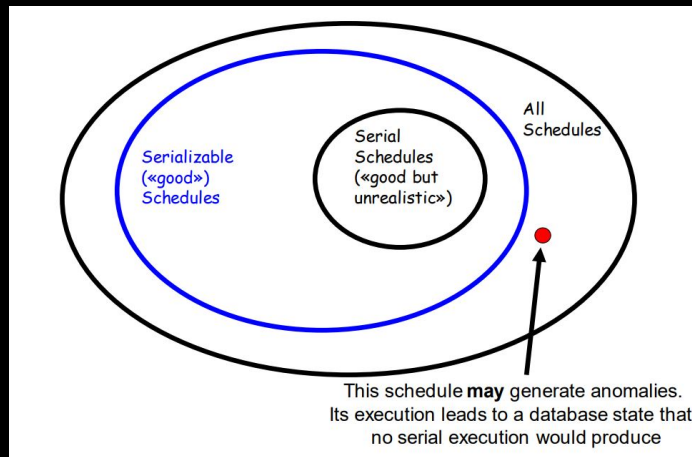 All
Schedules
Serial
Schedules
(«good but
unrealistic»)
Serializable
(«good»)
Schedules
This schedule may generate anomalies.
Its execution leads to a database state that
no serial execution would produce